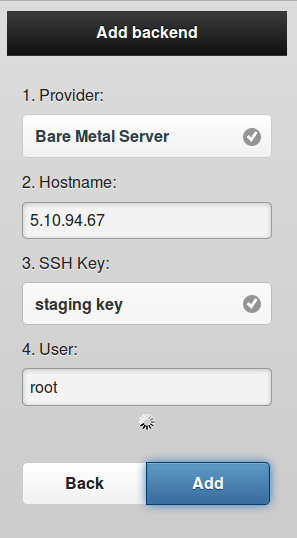 Add backend
1. Provider:
Bare Metal Server
2. Hostname:
5.10.94.67
3. SSH Key:
staging key
4. User:
root
Back Add